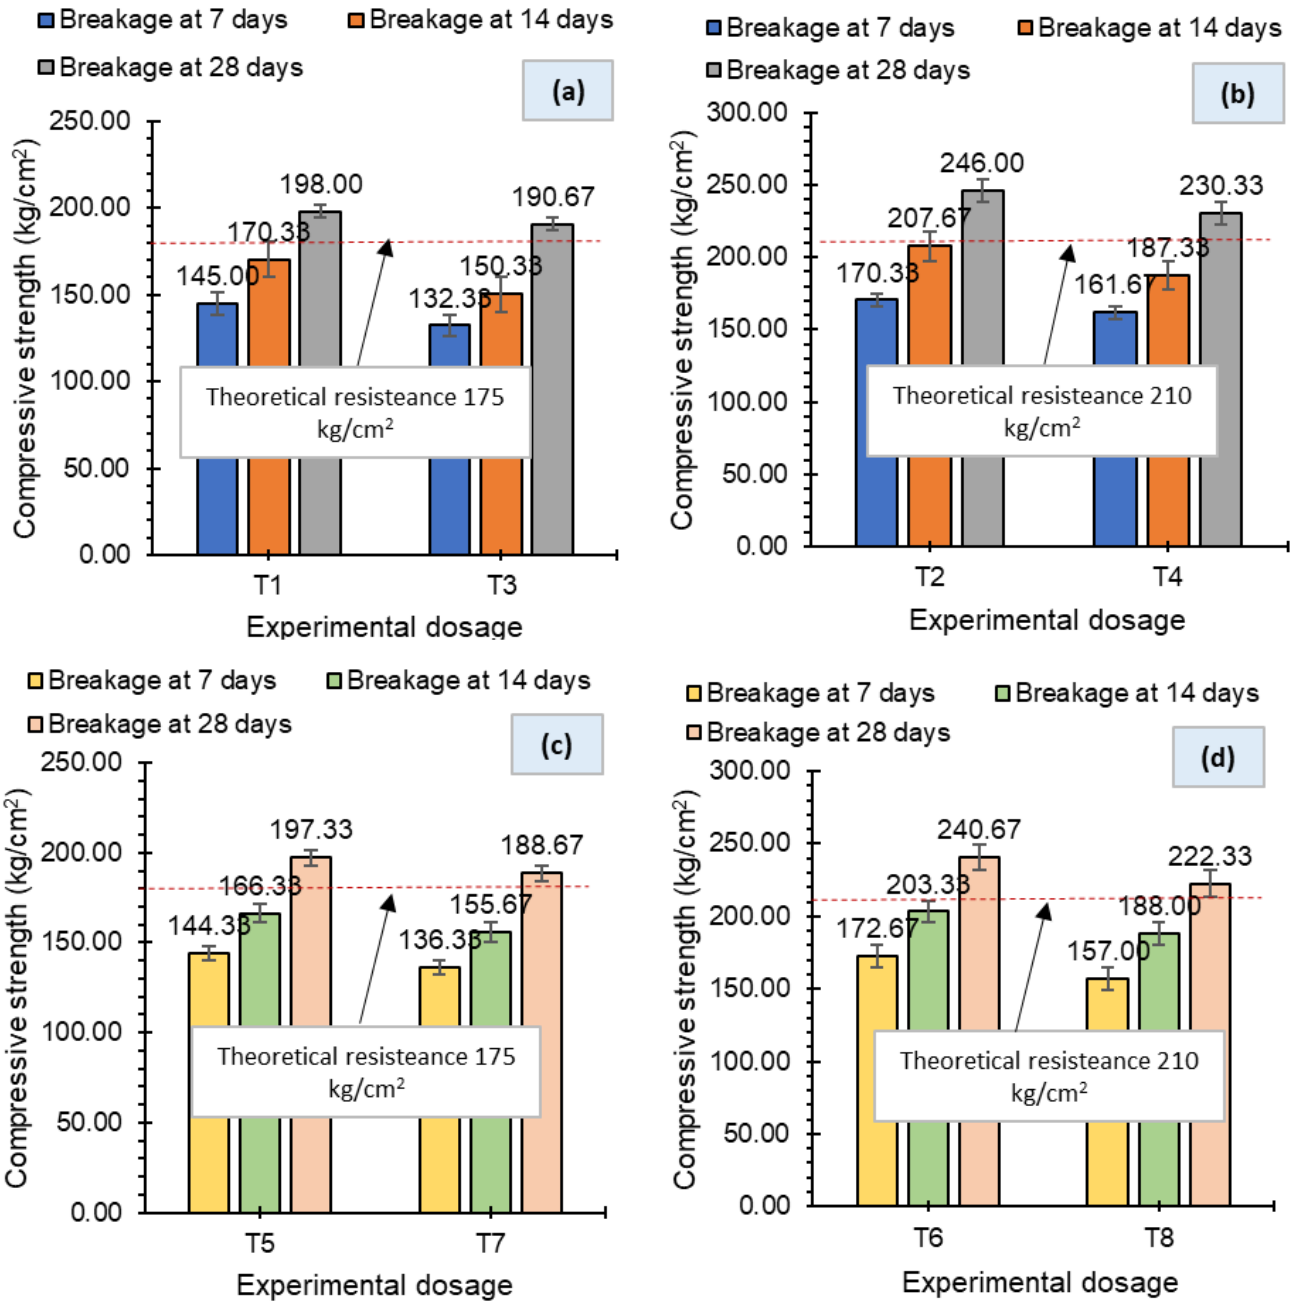 Breakage at 7 days Breakage at 14 days
Breakage at 28 days
(a)
Compressive strength (kg/cm²)
250.00
200.00
150.00
100.00
50.00
0.00
145.00
170.33
198.00
132.33
150.33
190.67
Theoretical resisteance 175
kg/cm²
T1 T3
Experimental dosage
Breakage at 7 days Breakage at 14 days
Breakage at 28 days
(b)
Compressive strength (kg/cm²)
300.00
250.00
200.00
150.00
100.00
50.00
0.00
170.33
207.67
246.00
161.67
187.33
230.33
Theoretical resisteance 210
kg/cm²
T2 T4
Experimental dosage
Breakage at 7 days Breakage at 14 days
Breakage at 28 days
(c)
Compressive strength (kg/cm²)
250.00
200.00
150.00
100.00
50.00
0.00
144.33
166.33
197.33
136.33
155.67
188.67
Theoretical resisteance 175
kg/cm²
T5 T7
Experimental dosage
Breakage at 7 days Breakage at 14 days
Breakage at 28 days
(d)
Compressive strength (kg/cm²)
300.00
250.00
200.00
150.00
100.00
50.00
0.00
172.67
203.33
240.67
157.00
188.00
222.33
Theoretical resisteance 210
kg/cm²
T6 T8
Experimental dosage